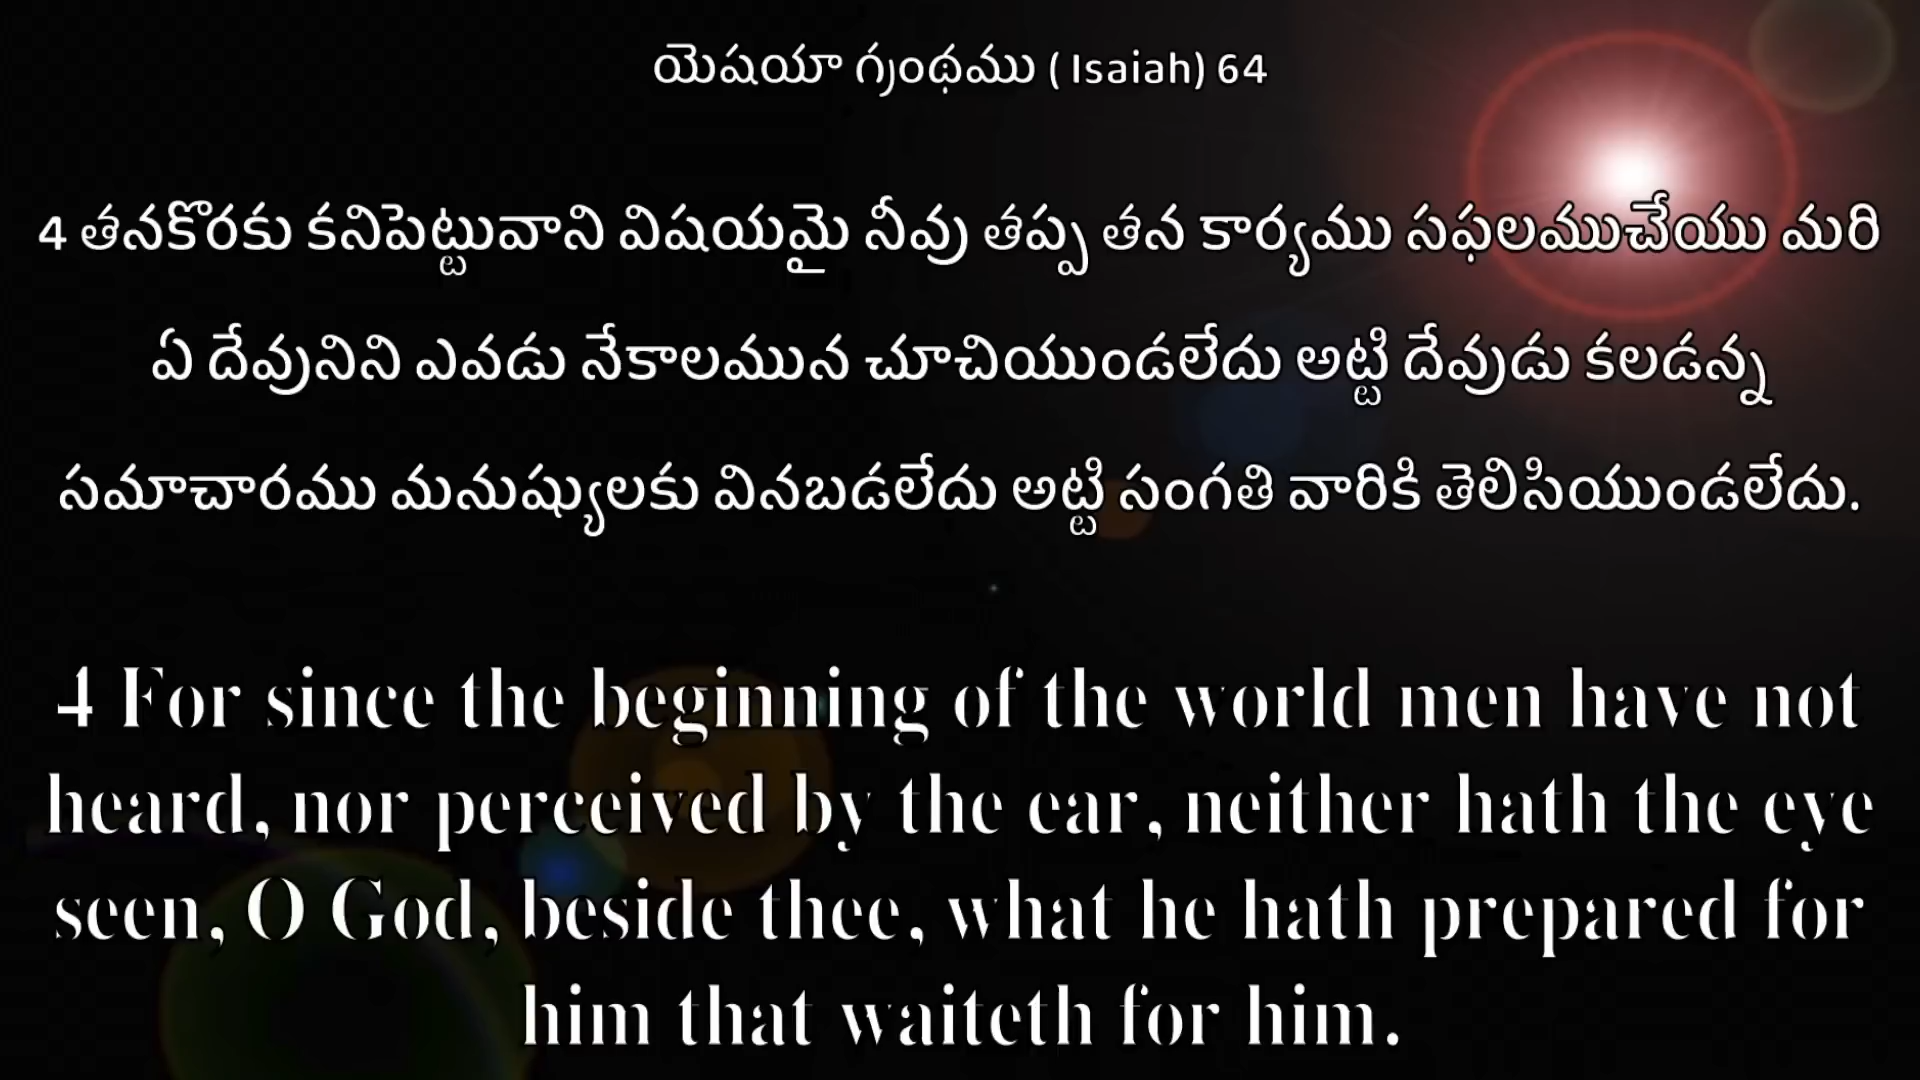 యెషయా గ్రంథము ( Isaiah) 64
4 తనకొరకు కనిపెట్టువాని విషయమై నీవు తప్ప తన కార్యము సఫలముచేయు మరి
ఏ దేవునిని ఎవడు నేకాలమున చూచియుండలేదు అట్టి దేవుడు కలడన్న
సమాచారము మనుష్యులకు వినబడలేదు అట్టి సంగతి వారికి తెలిసియుండలేదు.
4 For since the beginning of the world men have not
heard, nor perceived by the ear, neither hath the eye
seen, O God, beside thee, what he hath prepared for
him that waiteth for him.